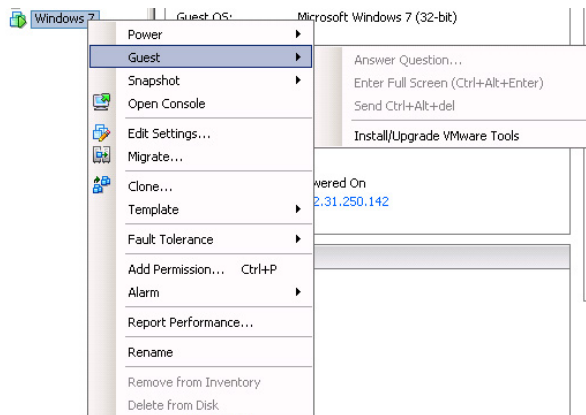 Windows 7
Guest OS: Microsoft Windows 7 (32-bit)
Power
Guest
Snapshot
Open Console
Edit Settings...
Migrate...
Clone...
Template
Fault Tolerance
Add Permission... Ctrl+P
Alarm
Report Performance...
Rename
Remove from Inventory
Delete from Disk
Answer Question...
Enter Full Screen (Ctrl+Alt+Enter)
Send Ctrl+Alt+del
Install/Upgrade VMware Tools
On
2.31.250.142